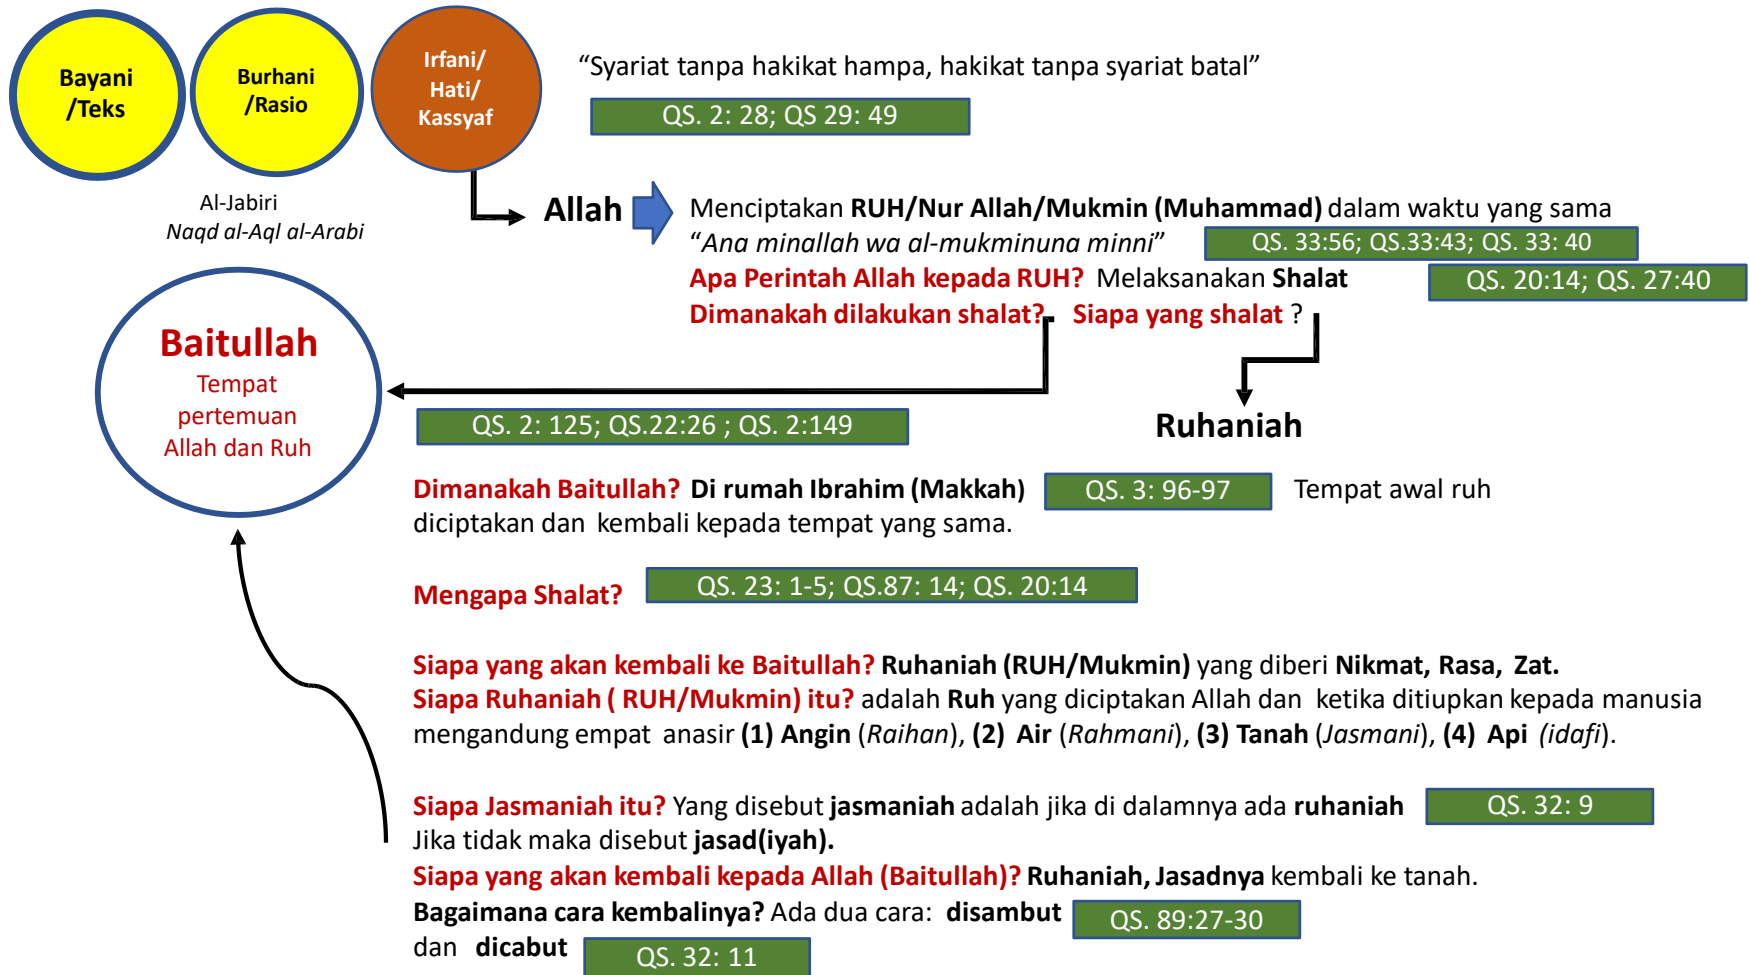 Bayani
/Teks
Burhani
/Rasio
Irfani/
Hati/
Kassyaf
“Syariat tanpa hakikat hampa, hakikat tanpa syariat batal”
QS. 2: 28; QS 29: 49
Al-Jabiri
Naqd al-Aql al-Arabi
Allah
Menciptakan RUH/Nur Allah/Mukmin (Muhammad) dalam waktu yang sama
“Ana minallah wa al-mukminuna minni”
QS. 33:56; QS.33:43; QS. 33: 40
Apa Perintah Allah kepada RUH? Melaksanakan Shalat
QS. 20:14; QS. 27:40
Dimanakah dilakukan shalat? Siapa yang shalat ?
Baitullah
Tempat
pertemuan
Allah dan Ruh
QS. 2: 125; QS.22:26 ; QS. 2:149
Ruhaniah
Dimanakah Baitullah? Di rumah Ibrahim (Makkah) QS. 3: 96-97 Tempat awal ruh
diciptakan dan kembali kepada tempat yang sama.
Mengapa Shalat? QS. 23: 1-5; QS.87: 14; QS. 20:14
Siapa yang akan kembali ke Baitullah? Ruhaniah (RUH/Mukmin) yang diberi Nikmat, Rasa, Zat.
Siapa Ruhaniah ( RUH/Mukmin) itu? adalah Ruh yang diciptakan Allah dan ketika ditiupkan kepada manusia
mengandung empat anasir (1) Angin (Raihan), (2) Air (Rahmani), (3) Tanah (Jasmani), (4) Api (idafi).
Siapa Jasmaniah itu? Yang disebut jasmaniah adalah jika di dalamnya ada ruhaniah QS. 32: 9
Jika tidak maka disebut jasad(iyah).
Siapa yang akan kembali kepada Allah (Baitullah)? Ruhaniah, Jasadnya kembali ke tanah.
Bagaimana cara kembalinya? Ada dua cara: disambut QS. 89:27-30
dan dicabut QS. 32: 11